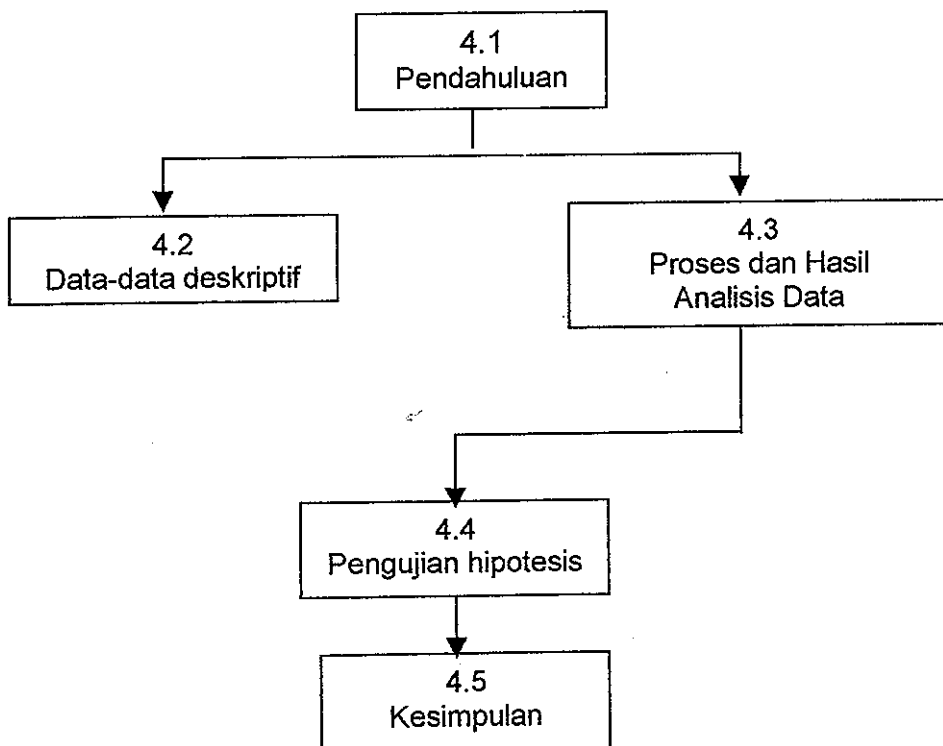 4.1
Pendahuluan
4.2
Data-data deskriptif
4.3
Proses dan Hasil
Analisis Data
4.4
Pengujian hipotesis
4.5
Kesimpulan